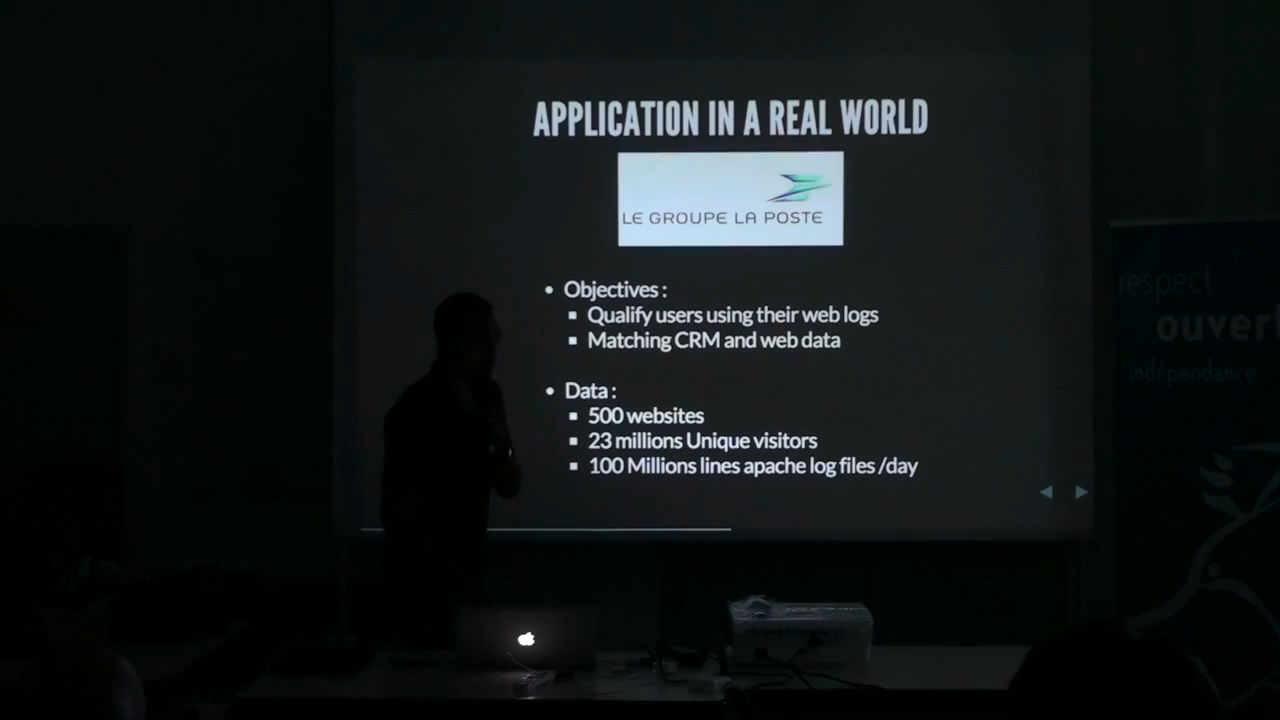 APPLICATION IN A REAL WORLD
LE GROUPE LA POSTE
Objectives :
Qualify users using their web logs
Matching CRM and web data
Data :
500 websites
23 millions Unique visitors
100 Millions lines apache log files /day
respect
ouver
indépendance